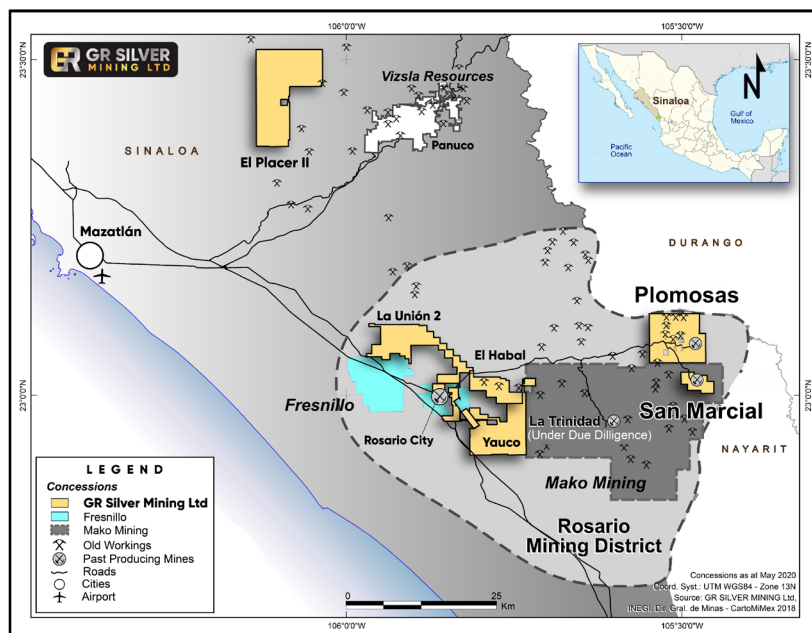 106°0'0"W
105°30'0"W
23°30'0"N
23°30'0"N
GR SILVER
MINING LTD
Vizsla Resources
Panuco
El Placer II
SINALOA
N
Sinaloa
Gulf of
Mexico
Pacific
Ocean
Mazatlán
DURANGO
Plomosas
La Unión 2
El Habal
23°0'0"N
23°0'0"N
Fresnillo
San Marcial
La Trinidad
(Under Due Dilligence)
Rosario City
Yauco
NAYARIT
Mako Mining
Rosario
Mining District
LEGEND
Concessions
GR Silver Mining Ltd
Fresnillo
Mako Mining
Old Workings
Past Producing Mines
Roads
Cities
Airport
0 25
Km
Concessions as at May 2020
Coord. Syst.: UTM WGS84 - Zone 13N
Source: GR SILVER MINING Ltd,
INEGI, Dir. Gral. de Minas - CartoMiMex 2018
106°0'0"W
105°30'0"W